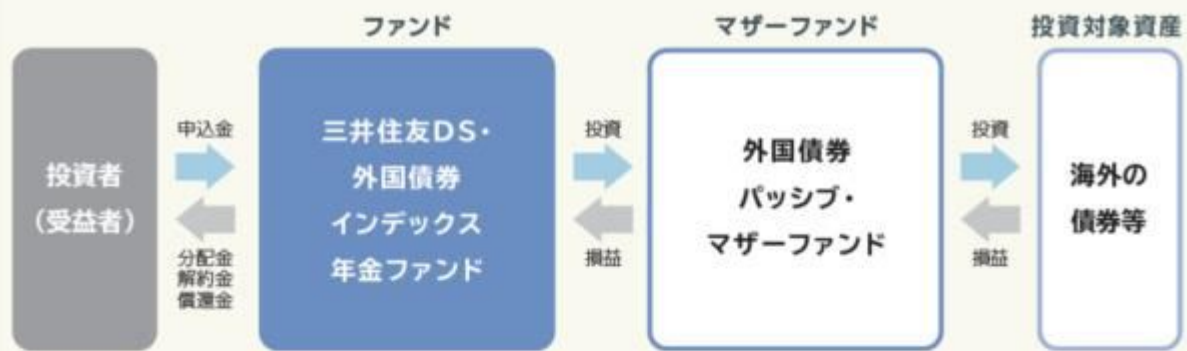 ファンド
マザーファンド
投資対象資産
投資者
（受益者）
申込金
分配金
解約金
償還金
三井住友DS・
外国債券
インデックス
年金ファンド
投資
損益
外国債券
パッシブ・
マザーファンド
投資
損益
海外の
債券等